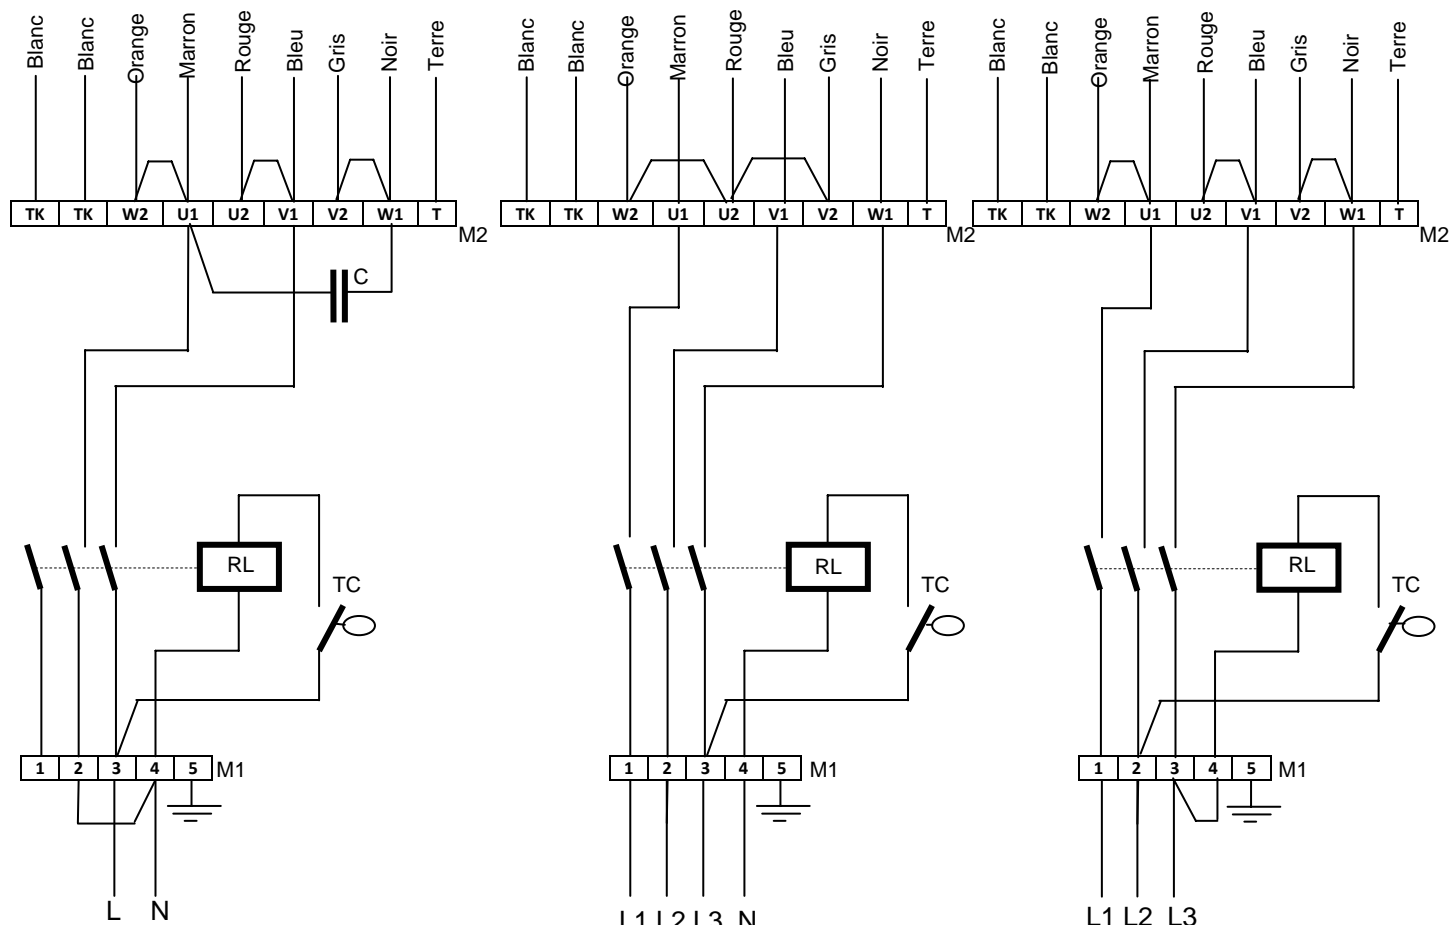 Blanc Blanc Orange Marron Rouge Bleu Gris Noir Terre
Blanc Blanc Orange Marron Rouge Bleu Gris Noir Terre
Blanc Blanc Orange Marron Rouge Bleu Gris Noir Terre
TK TK W2 U1 U2 V1 V2 W1 T
M2
TK TK W2 U1 U2 V1 V2 W1 T
M2
TK TK W2 U1 U2 V1 V2 W1 T
M2
C
RL
TC
RL
TC
RL
TC
1 2 3 4 5 M1
1 2 3 4 5 M1
1 2 3 4 5 M1
L N
L1 L2 L3 N
L1 L2 L3